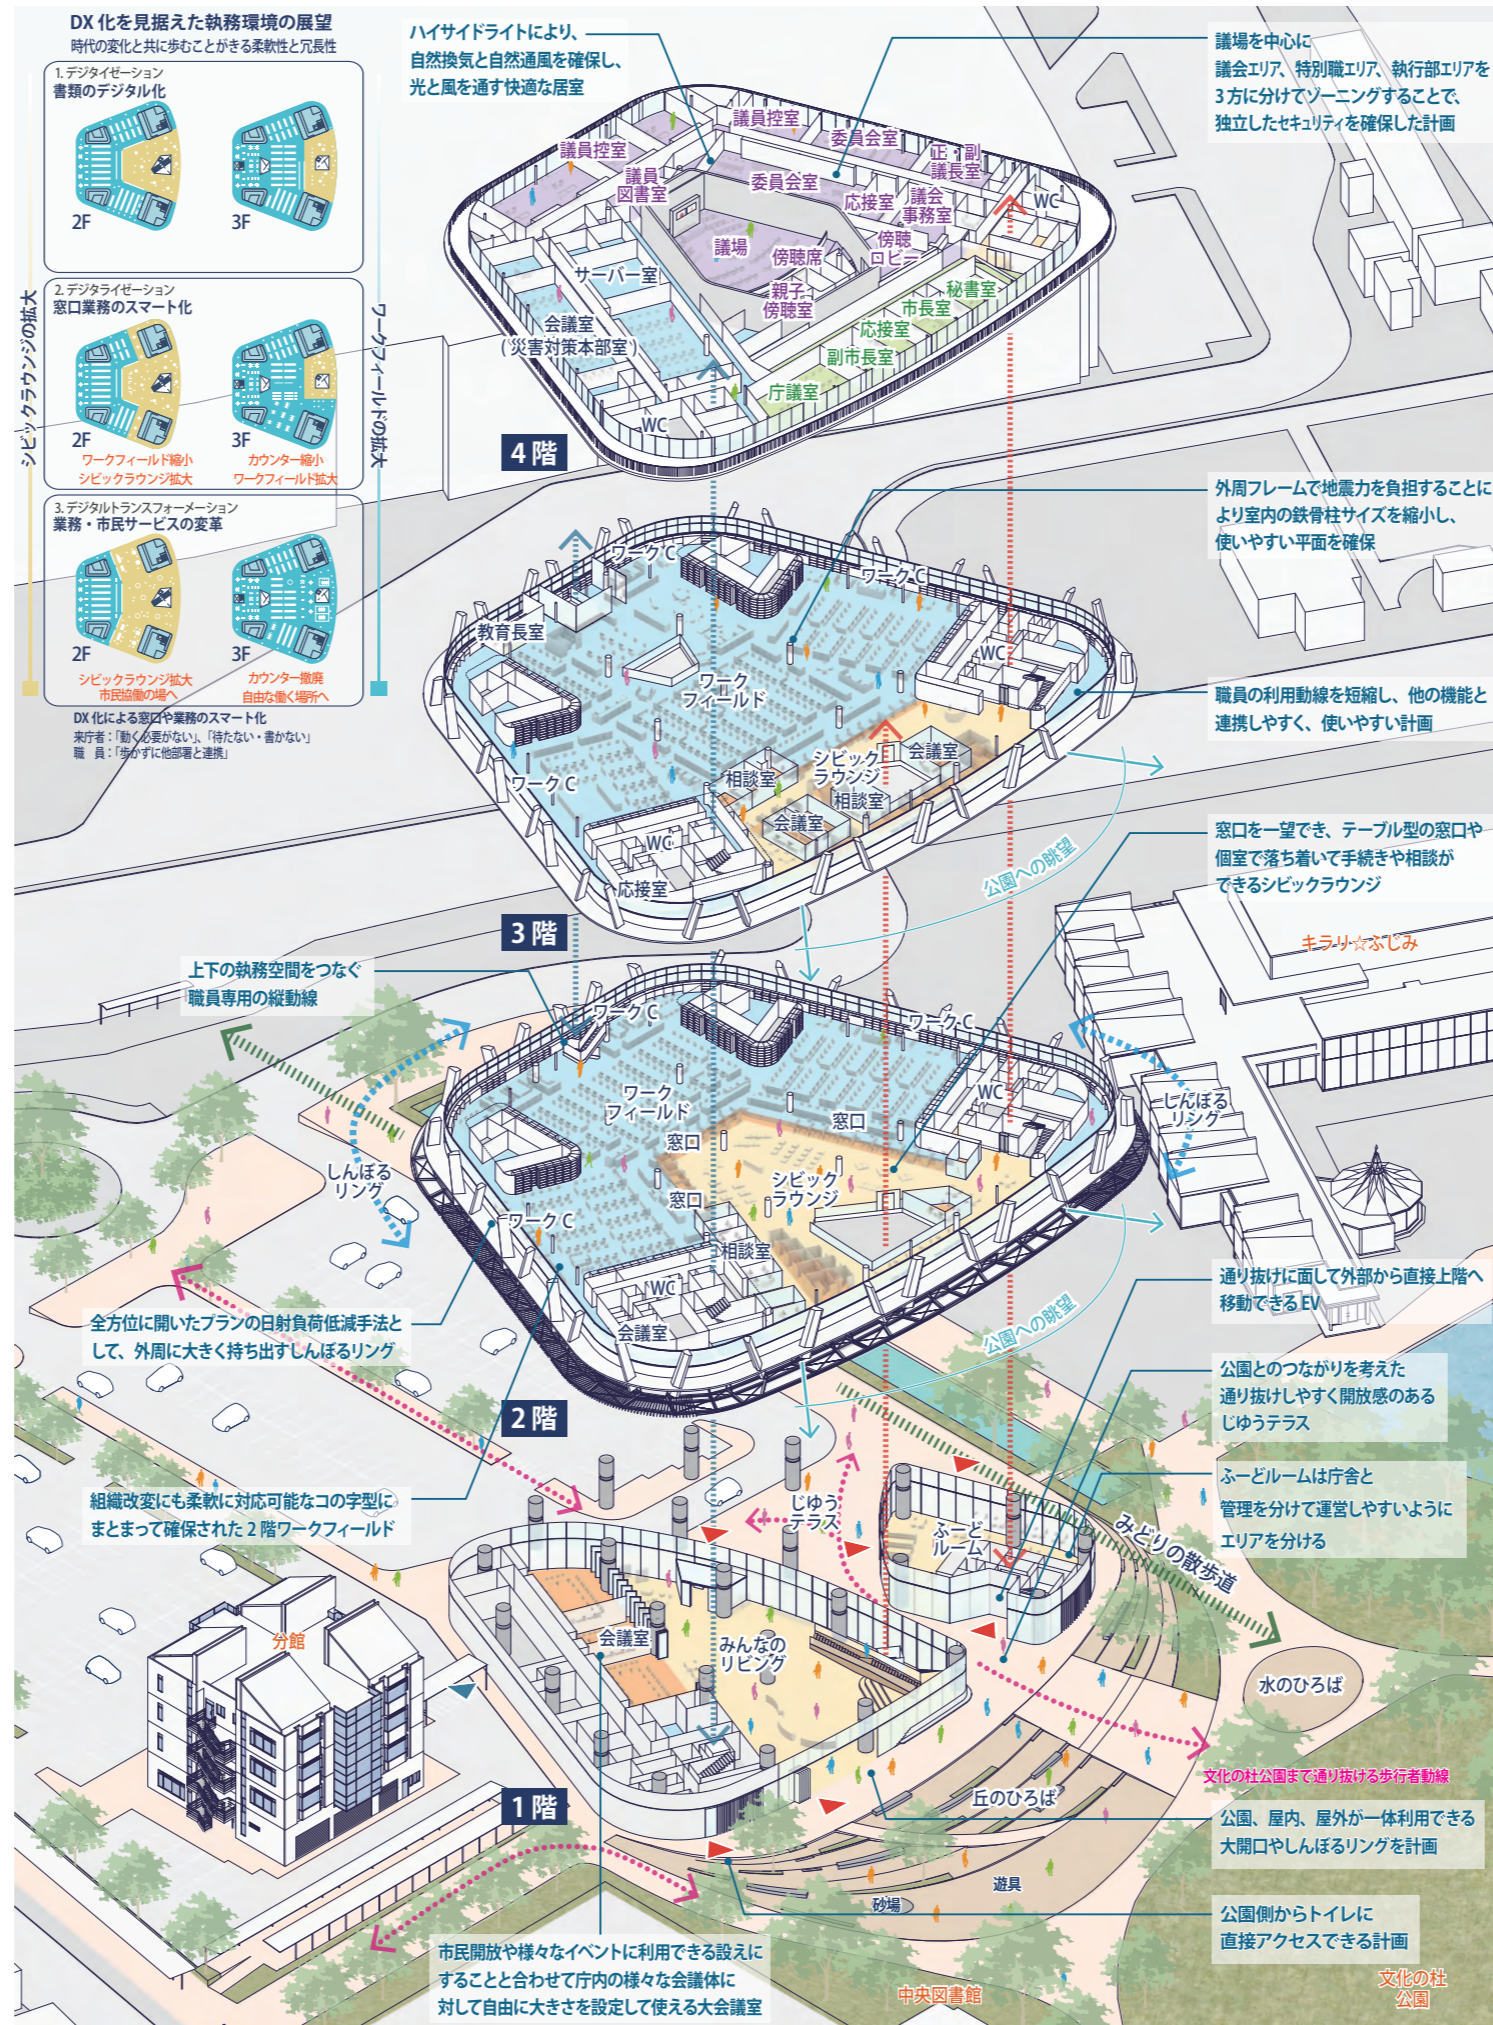 DX 化を見据えた執務環境の展望
時代の変化と共に歩むことがきる柔軟性と冗長性
1. デジタイゼーション
書類のデジタル化
2F
3F
2. デジタライゼーション
窓口業務のスマート化
2F
3F
ワークフィールド縮小
シビックラウンジ拡大
カウンター縮小
ワークフィールド拡大
3. デジタルトランスフォーメーション
業務・市民サービスの変革
2F
3F
シビックラウンジ拡大
市民協働の場へ
カウンター撤廃
自由な働く場所へ
シビックラウンジの拡大
ワークフィールドの拡大
DX 化による窓口や業務のスマート化
来庁者：「動く必要がない」、「待たない・書かない」
職　員：「歩かずに他部署と連携」
ハイサイドライトにより、
自然換気と自然通風を確保し、
光と風を通す快適な居室
議場を中心に
議会エリア、特別職エリア、執行部エリアを
3 方に分けてゾーニングすることで、
独立したセキュリティを確保した計画
議員控室
議員控室
委員会室
正・副
議長室
議員
図書室
委員会室
応接室
議会
事務室
WC
議場
傍聴席
傍聴
ロビー
親子
傍聴室
サーバー室
会議室
( 災害対策本部室 )
秘書室
市長室
応接室
副市長室
庁議室
WC
4 階
外周フレームで地震力を負担することに
より室内の鉄骨柱サイズを縮小し、
使いやすい平面を確保
ワーク C
ワーク C
教育長室
WC
ワーク
フィールド
職員の利用動線を短縮し、他の機能と
連携しやすく、使いやすい計画
シビック
ラウンジ
会議室
相談室
相談室
会議室
ワーク C
WC
応接室
公園への眺望
3 階
窓口を一望でき、テーブル型の窓口や
個室で落ち着いて手続きや相談が
できるシビックラウンジ
キラリ☆ふじみ
上下の執務空間をつなぐ
職員専用の縦動線
ワーク C
ワーク C
WC
ワーク
フィールド
窓口
窓口
しんぼる
リング
しんぼる
リング
シビック
ラウンジ
窓口
ワーク C
相談室
WC
会議室
公園への眺望
全方位に開いたプランの日射負荷低減手法と
して、外周に大きく持ち出すしんぼるリング
2 階
通り抜けに面して外部から直接上階へ
移動できる EV
公園とのつながりを考えた
通り抜けしやすく開放感のある
じゆうテラス
組織改変にも柔軟に対応可能なコの字型に
まとまって確保された 2 階ワークフィールド
ふーどルームは庁舎と
管理を分けて運営しやすいように
エリアを分ける
じゆう
テラス
ふーど
ルーム
みどりの散歩道
分館
会議室
みんなの
リビング
水のひろば
文化の杜公園まで通り抜ける歩行者動線
1 階
丘のひろば
公園、屋内、屋外が一体利用できる
大開口やしんぼるリングを計画
遊具
砂場
公園側からトイレに
直接アクセスできる計画
市民開放や様々なイベントに利用できる設えに
することと合わせて庁内の様々な会議体に
対して自由に大きさを設定して使える大会議室
中央図書館
文化の杜
公園